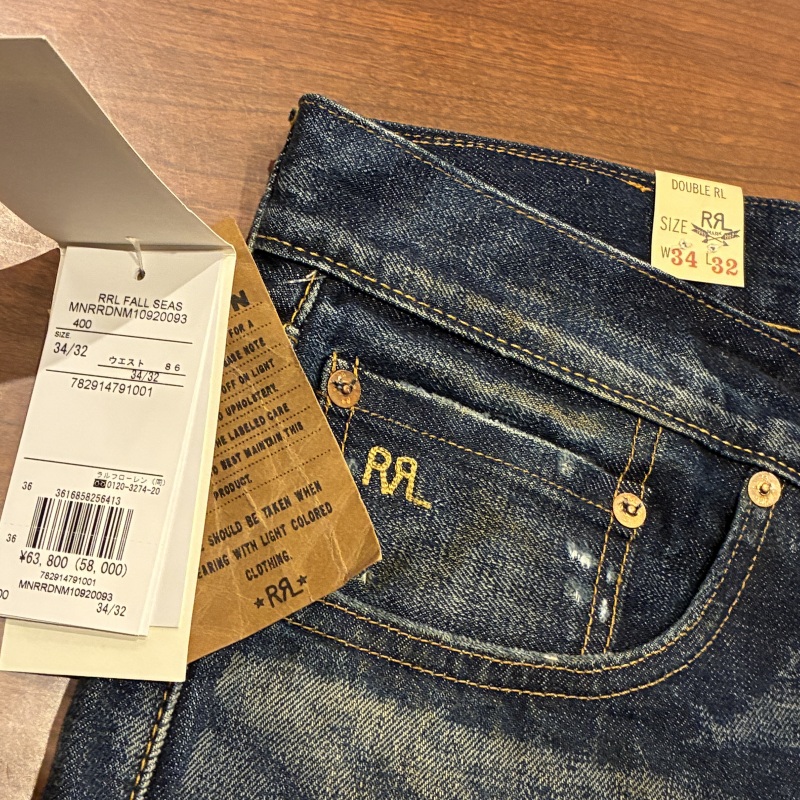 RRL FALL SEAS
MNRRDNM10920093
400
SIZE
34/32
ウエスト 86
34/32
782914791001
ラルフローレン(同)
0120-3274-20
36
3616858256413
36
¥63,800 (58,000)
782914791001
MNRRDNM10920093
34/32
N
FOR A
NOTE
OFF ON LIGHT
UPHOLSTERY.
THE LABELED CARE
TO BEST MAINTAIN THIS
PRODUCT.
SHOULD BE TAKEN WHEN
WEARING WITH LIGHT COLORED
CLOTHING.
★RRL★
RRL
DOUBLE RL
SIZE RRL
W34 L32